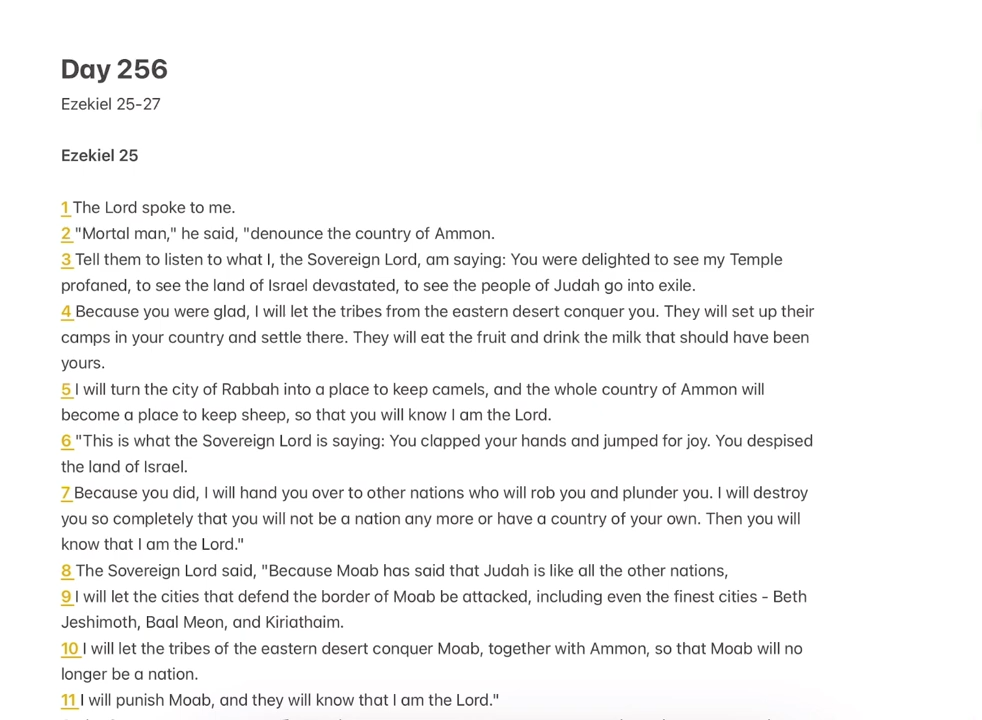 Day 256
Ezekiel 25-27
Ezekiel 25
1 The Lord spoke to me.
2 "Mortal man," he said, "denounce the country of Ammon.
3 Tell them to listen to what I, the Sovereign Lord, am saying: You were delighted to see my Temple
profaned, to see the land of Israel devastated, to see the people of Judah go into exile.
4 Because you were glad, I will let the tribes from the eastern desert conquer you. They will set up their
camps in your country and settle there. They will eat the fruit and drink the milk that should have been
yours.
5 I will turn the city of Rabbah into a place to keep camels, and the whole country of Ammon will
become a place to keep sheep, so that you will know I am the Lord.
6 "This is what the Sovereign Lord is saying: You clapped your hands and jumped for joy. You despised
the land of Israel.
7 Because you did, I will hand you over to other nations who will rob you and plunder you. I will destroy
you so completely that you will not be a nation any more or have a country of your own. Then you will
know that I am the Lord."
8 The Sovereign Lord said, "Because Moab has said that Judah is like all the other nations,
9 I will let the cities that defend the border of Moab be attacked, including even the finest cities - Beth
Jeshimoth, Baal Meon, and Kiriathaim.
10 I will let the tribes of the eastern desert conquer Moab, together with Ammon, so that Moab will no
longer be a nation.
11 I will punish Moab, and they will know that I am the Lord."